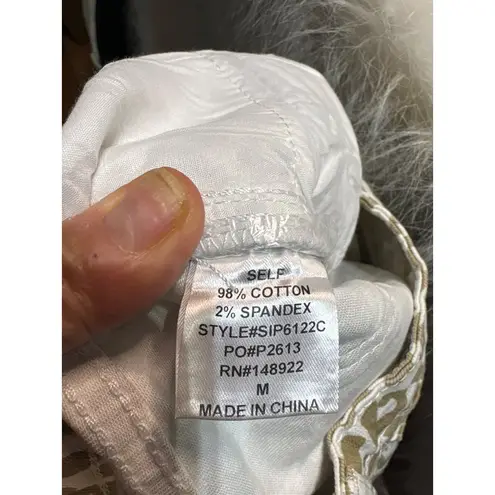 SELF
98% COTTON
2% SPANDEX
STYLE#SIP6122C
PO#P2613
RN#148922
M
MADE IN CHINA